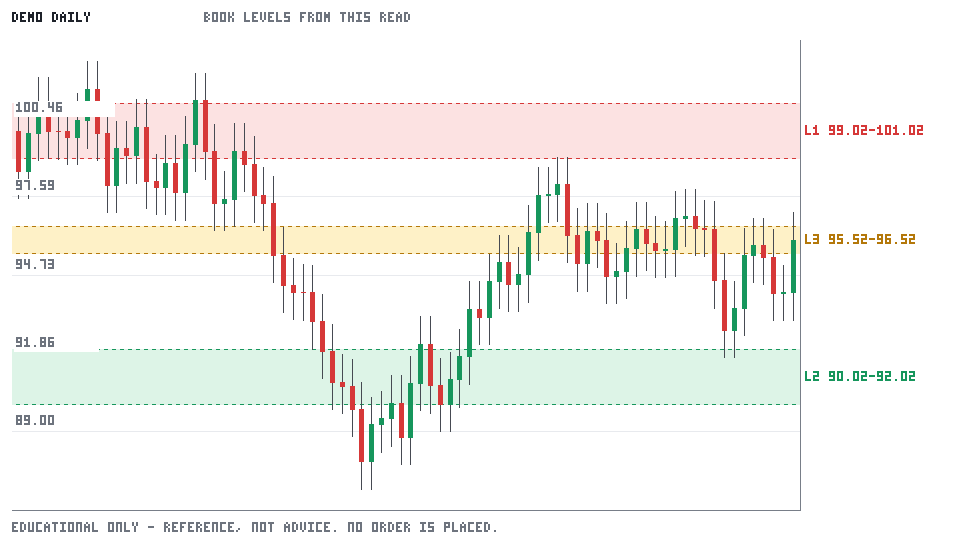 DEMO DAILY BOOK LEVELS FROM THIS READ
100.46
L1 99.02-101.02
97.59
L3 95.52-96.52
94.73
91.86
L2 90.02-92.02
89.00
EDUCATIONAL ONLY - REFERENCE, NOT ADVICE. NO ORDER IS PLACED.